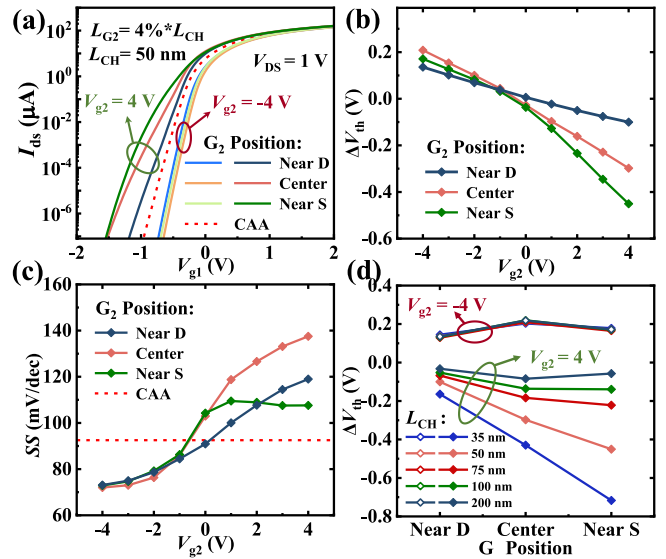 (a)
L_G2= 4%*L_CH
L_CH= 50 nm
V_DS= 1 V
V_g2= 4 V
V_g2= -4 V
G_2 Position:
Near D
Center
Near S
CAA
10^2
10^0
10^-2
10^-4
10^-6
I_ds (μA)
-2 -1 0 1 2
V_g1 (V)
(b)
0.2
0.0
-0.2
-0.4
-0.6
ΔV_th (V)
G_2 Position:
Near D
Center
Near S
-4 -2 0 2 4
V_g2 (V)
(c)
160
140
120
100
80
60
SS (mV/dec)
G_2 Position:
Near D
Center
Near S
CAA
-4 -2 0 2 4
V_g2 (V)
(d)
0.4
0.2
0.0
-0.2
-0.4
-0.6
-0.8
ΔV_th (V)
V_g2= -4 V
V_g2= 4 V
L_CH :
35 nm
50 nm
75 nm
100 nm
200 nm
Near D Center Near S
G Position